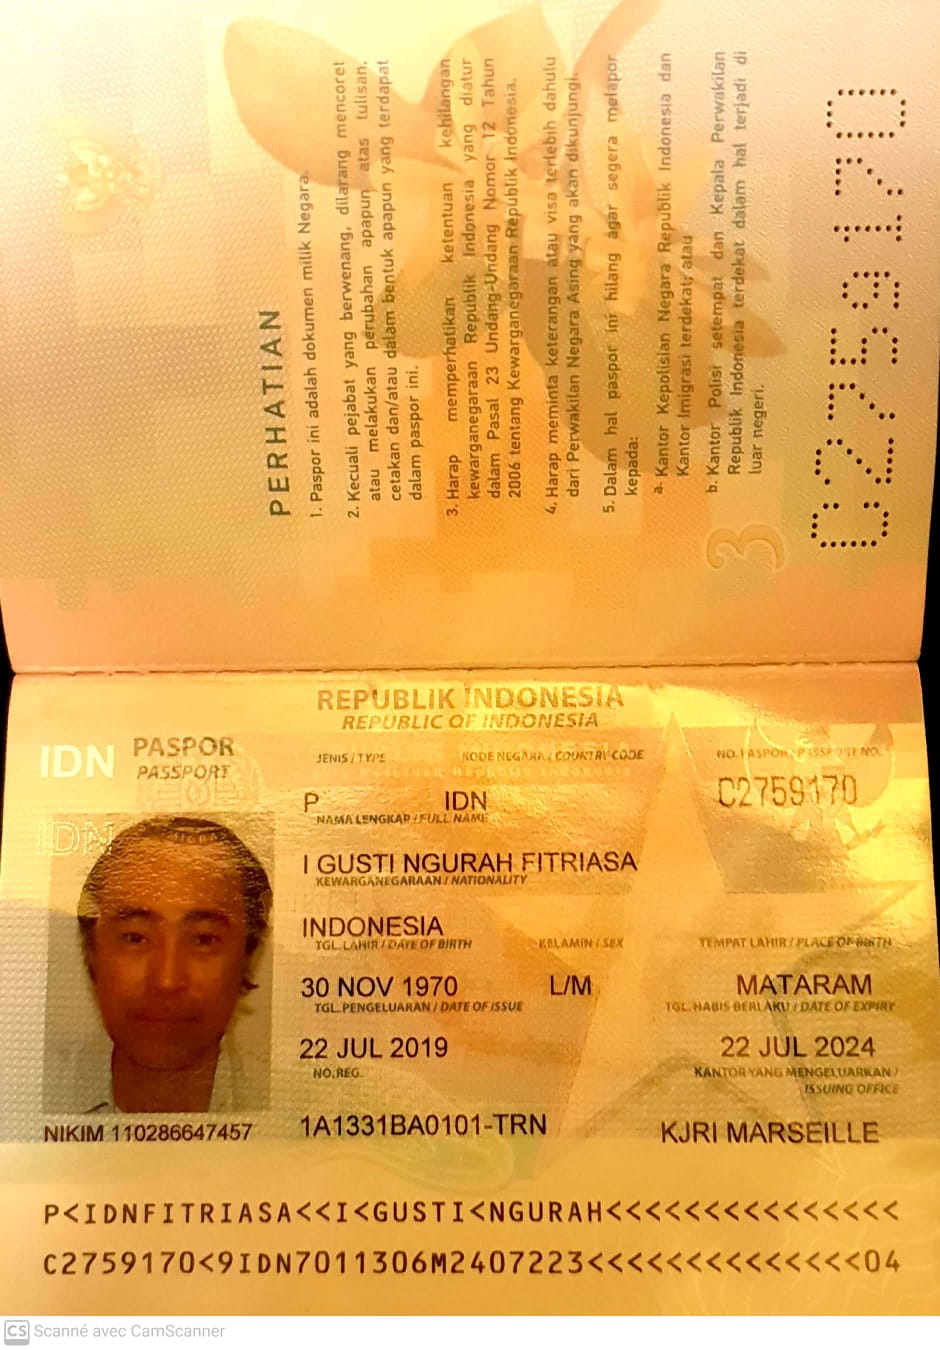 PERHATIAN
1. Paspor ini adalah dokumen milik Negara.
2. Kecuali pejabat yang berwenang, dilarang mencoret
atau melakukan perubahan apapun atas tulisan,
cetakan dan/atau dalam bentuk apapun yang terdapat
dalam paspor ini.
3. Harap memperhatikan ketentuan kehilangan
kewarganegaraan Republik Indonesia yang diatur
dalam Pasal 23 Undang-Undang Nomor 12 Tahun
2006 tentang Kewarganegaraan Republik Indonesia.
4. Harap meminta keterangan atau visa terlebih dahulu
dari Perwakilan Negara Asing yang akan dikunjungi.
5. Dalam hal paspor ini hilang agar segera melapor
kepada:
a. Kantor Kepolisian Negara Republik Indonesia dan
Kantor Imigrasi terdekat; atau
b. Kantor Polisi setempat dan Kepala Perwakilan
Republik Indonesia terdekat dalam hal terjadi di
luar negeri.
3
C2759170
REPUBLIK INDONESIA
REPUBLIC OF INDONESIA
IDN PASPOR
PASSPORT
JENIS / TYPE KODE NEGARA / COUNTRY CODE NO. PASPOR / PASSPORT NO.
P IDN C2759170
IDN
NAMA LENGKAP / FULL NAME
I GUSTI NGURAH FITRIASA
KEWARGANEGARAAN / NATIONALITY
INDONESIA
TGL. LAHIR / DATE OF BIRTH KELAMIN / SEX TEMPAT LAHIR / PLACE OF BIRTH
30 NOV 1970 L/M MATARAM
TGL. PENGELUARAN / DATE OF ISSUE TGL. HABIS BERLAKU / DATE OF EXPIRY
22 JUL 2019 22 JUL 2024
NO. REG. KANTOR YANG MENGELUARKAN /
ISSUING OFFICE
NIKIM 110286647457 1A1331BA0101-TRN KJRI MARSEILLE
P<IDNFITRIASA<<I<GUSTI<NGURAH<<<<<<<<<<<<<<<
C2759170<9IDN7011306M2407223<<<<<<<<<<<<<<04
CS Scanné avec CamScanner